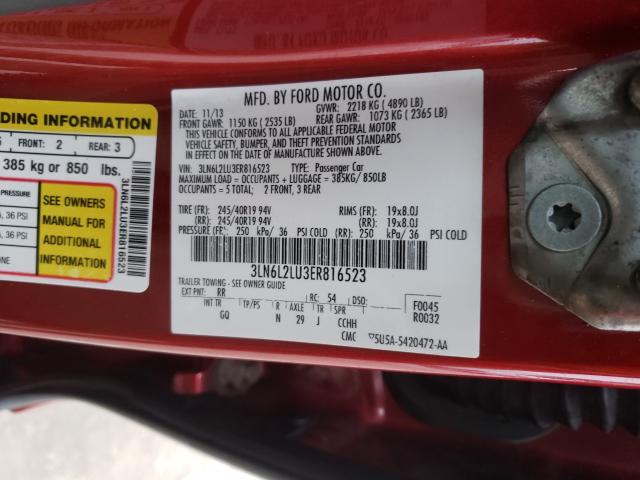 MFD. BY FORD MOTOR CO.
DATE: 11/13 GVWR: 2218 KG ( 4890 LB)
FRONT GAWR: 1150 KG ( 2535 LB) REAR GAWR: 1073 KG ( 2365 LB)
THIS VEHICLE CONFORMS TO ALL APPLICABLE FEDERAL MOTOR
VEHICLE SAFETY, BUMPER, AND THEFT PREVENTION STANDARDS
IN EFFECT ON THE DATE OF MANUFACTURE SHOWN ABOVE.
VIN: 3LN6L2LU3ER816523 TYPE: Passenger Car
MAXIMUM LOAD = OCCUPANTS + LUGGAGE = 385KG / 850LB
OCCUPANTS = 5 TOTAL; 2 FRONT, 3 REAR
TIRE (FR): 245/40R19 94V RIMS (FR): 19x8.0J
(RR): 245/40R19 94V (RR): 19x8.0J
PRESSURE (FR): 250 kPa/ 36 PSI COLD (RR): 250 kPa/ 36 PSI COLD
3LN6L2LU3ER816523
TRAILER TOWING - SEE OWNER GUIDE
EXT PNT: RR RC: 54 DSO: F0045
INT TR TP/PS R AXLE TR SPR R0032
GQ N 29 J CCHH
CMC 5U5A-5420472-AA
DING INFORMATION
FRONT: 2 REAR: 3
385 kg or 850 lbs.
PRESSURE
A, 36 PSI
A, 36 PSI
SEE OWNERS
MANUAL FOR
ADDITIONAL
INFORMATION
3LN6L2LU3ER816523